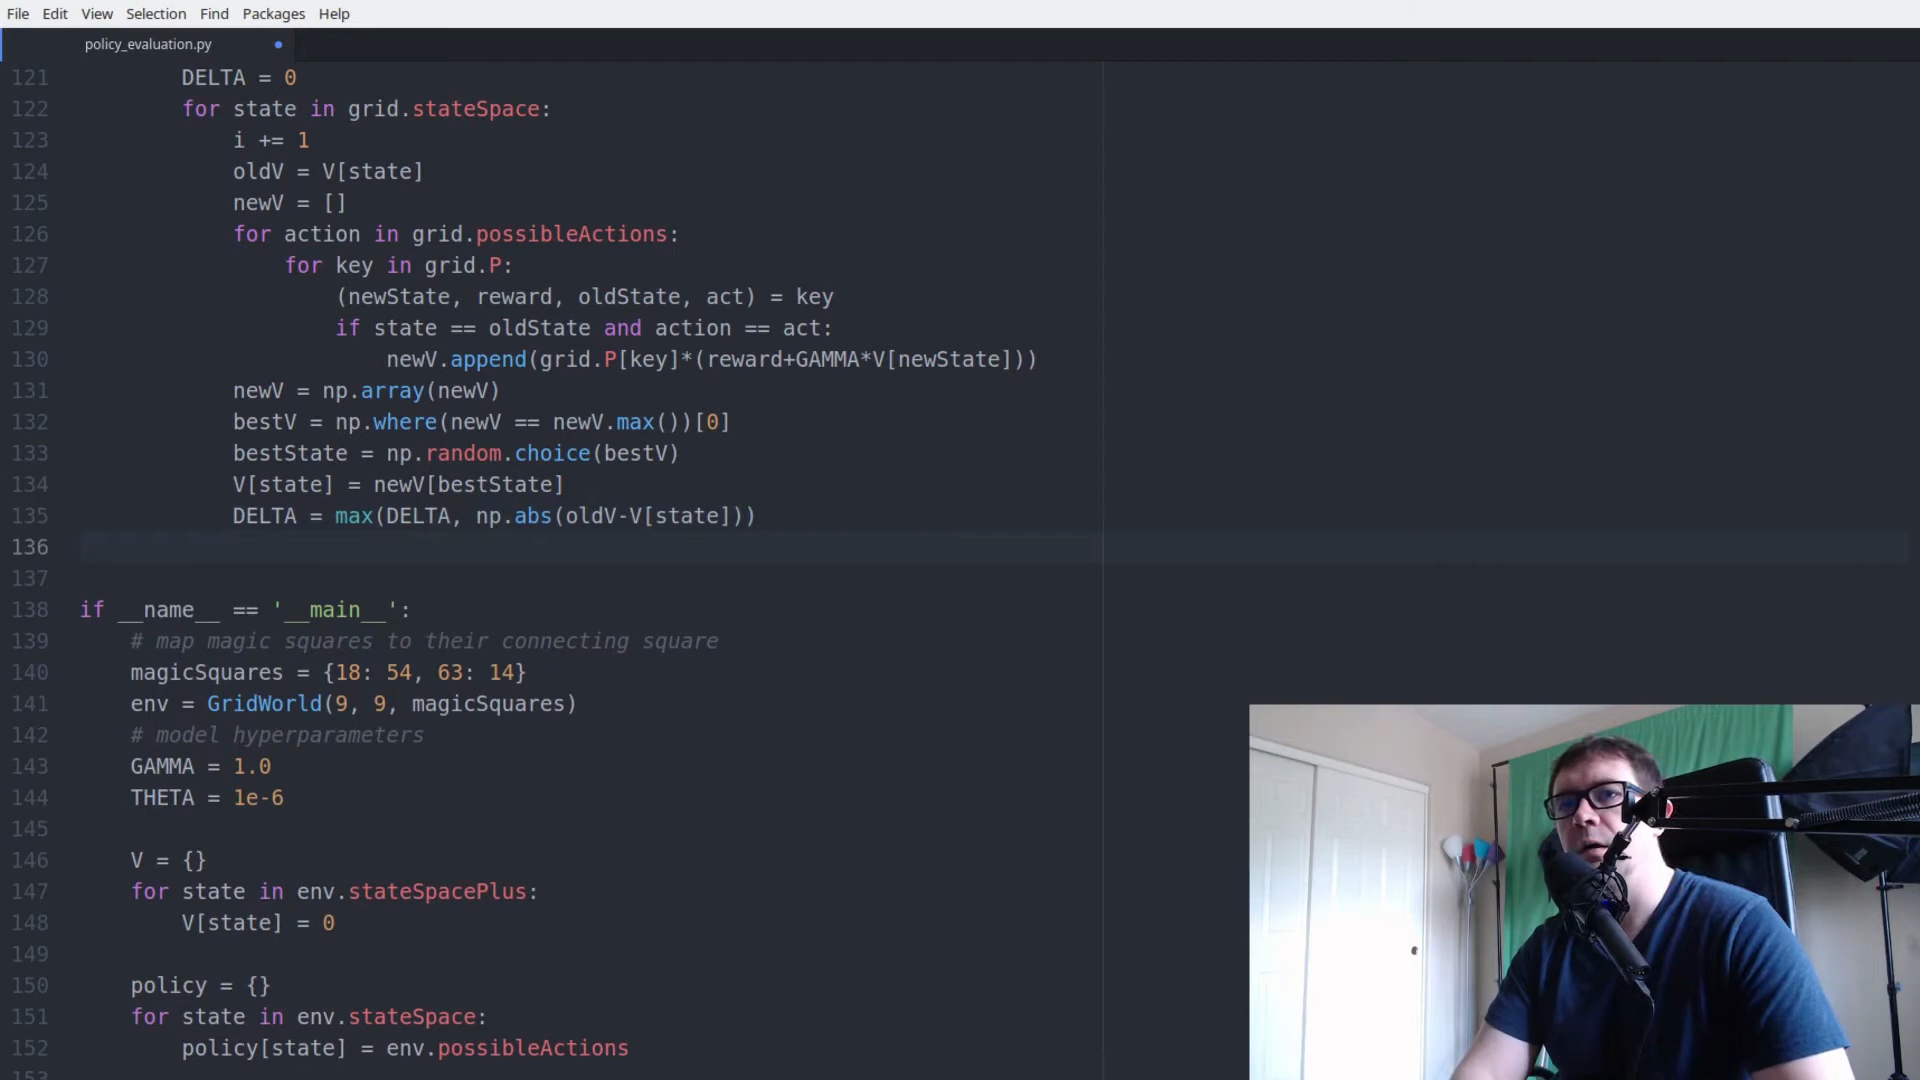 File Edit View Selection Find Packages Help
policy_evaluation.py
121 DELTA = 0
122 for state in grid.stateSpace:
123 i += 1
124 oldV = V[state]
125 newV = []
126 for action in grid.possibleActions:
127 for key in grid.P:
128 (newState, reward, oldState, act) = key
129 if state == oldState and action == act:
130 newV.append(grid.P[key]*(reward+GAMMA*V[newState]))
131 newV = np.array(newV)
132 bestV = np.where(newV == newV.max())[0]
133 bestState = np.random.choice(bestV)
134 V[state] = newV[bestState]
135 DELTA = max(DELTA, np.abs(oldV-V[state]))
136
137
138 if __name__ == '__main__':
139 # map magic squares to their connecting square
140 magicSquares = {18: 54, 63: 14}
141 env = GridWorld(9, 9, magicSquares)
142 # model hyperparameters
143 GAMMA = 1.0
144 THETA = 1e-6
145
146 V = {}
147 for state in env.stateSpacePlus:
148 V[state] = 0
149
150 policy = {}
151 for state in env.stateSpace:
152 policy[state] = env.possibleActions
153